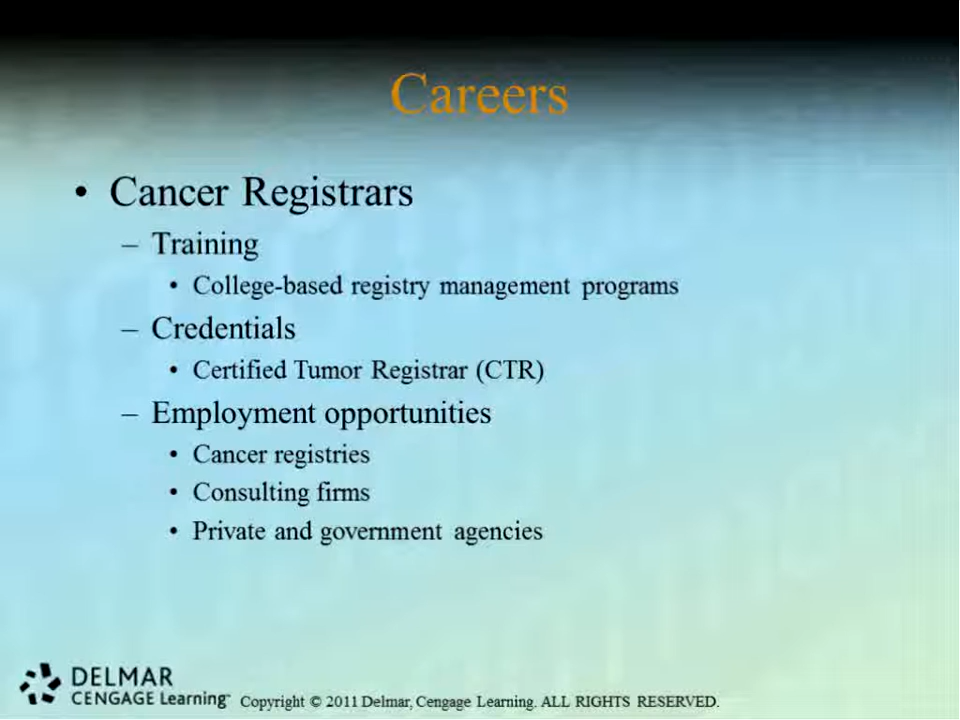 Careers
• Cancer Registrars
– Training
• College-based registry management programs
– Credentials
• Certified Tumor Registrar (CTR)
– Employment opportunities
• Cancer registries
• Consulting firms
• Private and government agencies
DELMAR
CENGAGE Learning™
Copyright © 2011 Delmar, Cengage Learning. ALL RIGHTS RESERVED.